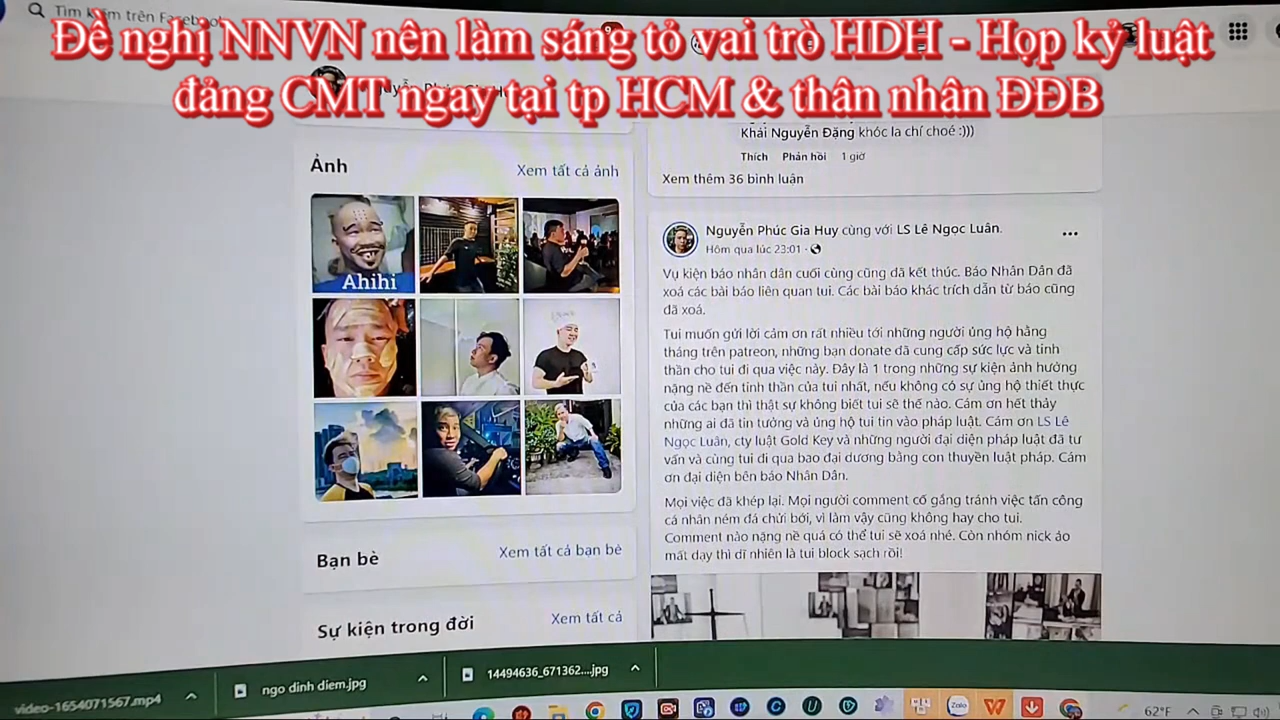 Tìm kiếm trên Facebook
Đề nghị NNVN nên làm sáng tỏ vai trò HDH - Họp kỷ luật
đảng CMT ngay tại tp HCM & thân nhân ĐĐB
Khải Nguyễn Đặng khóc la chí choé :)))
Thích Phản hồi 1 giờ
Xem thêm 36 bình luận
Ảnh
Xem tất cả ảnh
Ahihi
Bạn bè
Xem tất cả bạn bè
Sự kiện trong đời
Xem tất cả
Nguyễn Phúc Gia Huy cùng với LS Lê Ngọc Luân.
Hôm qua lúc 23:01 ·
Vụ kiện báo nhân dân cuối cùng cũng đã kết thúc. Báo Nhân Dân đã
xoá các bài báo liên quan tui. Các bài báo khác trích dẫn từ báo cũng
đã xoá.
Tui muốn gửi lời cảm ơn rất nhiều tới những người ủng hộ hằng
tháng trên patreon, những bạn donate đã cung cấp sức lực và tinh
thần cho tui đi qua việc này. Đây là 1 trong những sự kiện ảnh hưởng
nặng nề đến tinh thần của tui nhất, nếu không có sự ủng hộ thiết thực
của các bạn thì thật sự không biết tui sẽ thế nào. Cám ơn hết thảy
những ai đã tin tưởng và ủng hộ tui tin vào pháp luật. Cám ơn LS Lê
Ngọc Luân, cty luật Gold Key và những người đại diện pháp luật đã tư
vấn và cùng tui đi qua bao đại dương bằng con thuyền luật pháp. Cám
ơn đại diện bên báo Nhân Dân.
Mọi việc đã khép lại. Mọi người comment cố gắng tránh việc tấn công
cá nhân ném đá chửi bới, vì làm vậy cũng không hay cho tui.
Comment nào nặng nề quá có thể tui sẽ xoá nhé. Còn nhóm nick ảo
mất dạy thì dĩ nhiên là tui block sạch rồi!
video-1654071567.mp4
ngo dinh diem.jpg
14494636_671362....jpg
Zalo
62°F